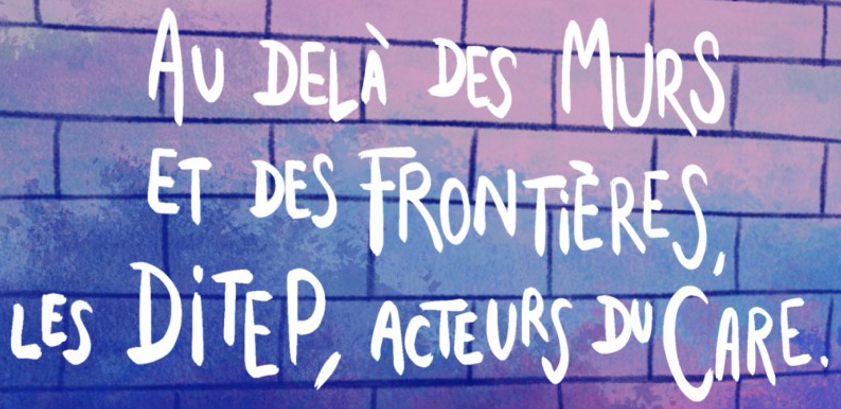 Au delà des Murs
et des Frontières,
les DiTEP, acteurs du Care.